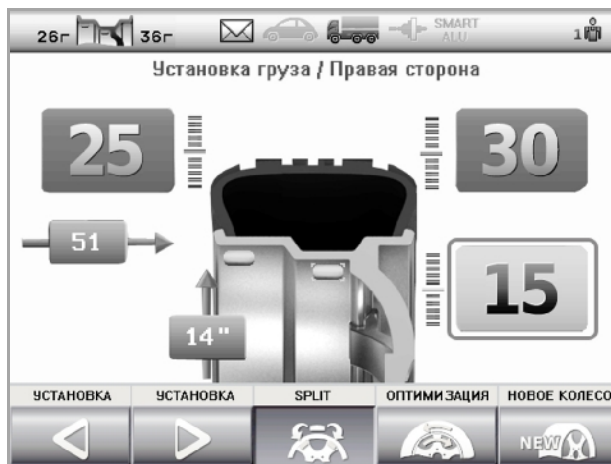 26г 36г SMART
ALU 1
Установка груза / Правая сторона
25 30
51
15
14"
УСТАНОВКА УСТАНОВКА SPLIT ОПТИМИЗАЦИЯ НОВОЕ КОЛЕСО
NEW